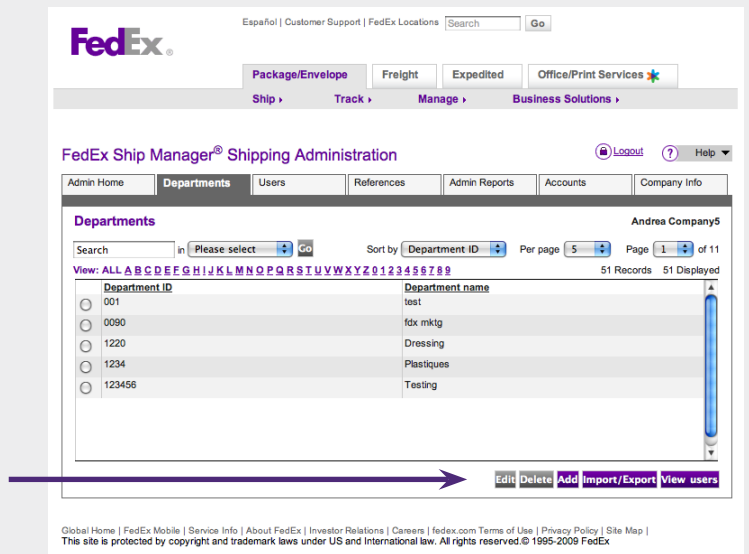 Español | Customer Support | FedEx Locations Search Go
FedEx®
Package/Envelope Freight Expedited Office/Print Services
Ship Track Manage Business Solutions
FedEx Ship Manager® Shipping Administration Logout ? Help
Admin Home Departments Users References Admin Reports Accounts Company Info
Departments Andrea Company5
Search in Please select Go Sort by Department ID Per page 5 Page 1 of 11
View: ALL A B C D E F G H I J K L M N O P Q R S T U V W X Y Z 0 1 2 3 4 5 6 7 8 9 51 Records 51 Displayed
Department ID Department name
001 test
0090 fdx mktg
1220 Dressing
1234 Plastiques
123456 Testing
Edit Delete Add Import/Export View users
Global Home | FedEx Mobile | Service Info | About FedEx | Investor Relations | Careers | fedex.com Terms of Use | Privacy Policy | Site Map |
This site is protected by copyright and trademark laws under US and International law. All rights reserved.© 1995-2009 FedEx